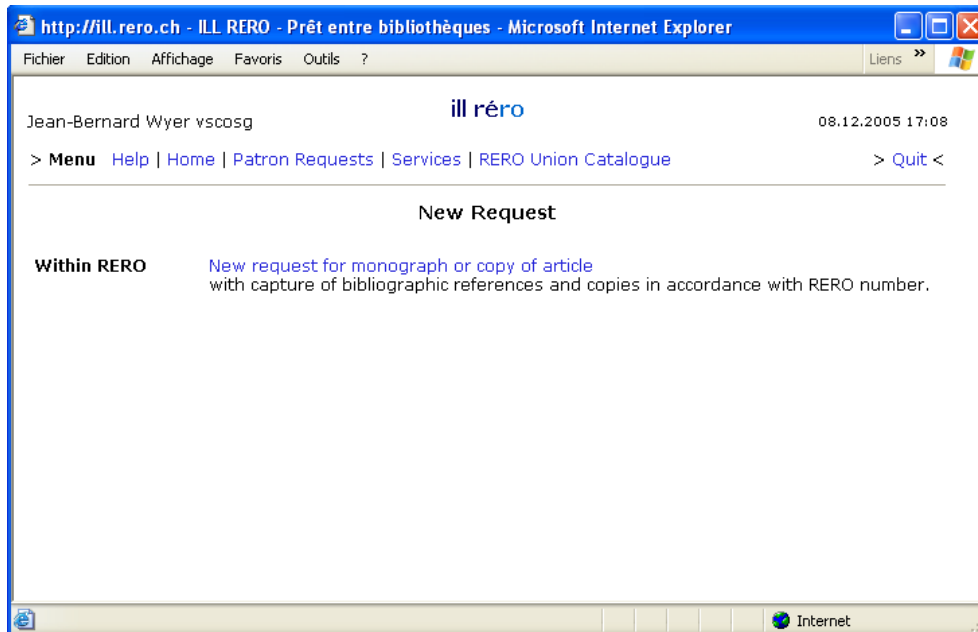 http://ill.rero.ch - ILL RERO - Prêt entre bibliothèques - Microsoft Internet Explorer
Fichier Edition Affichage Favoris Outils ? Liens »
ill réro
Jean-Bernard Wyer vscosg 08.12.2005 17:08
> Menu Help | Home | Patron Requests | Services | RERO Union Catalogue > Quit <
New Request
Within RERO New request for monograph or copy of article
with capture of bibliographic references and copies in accordance with RERO number.
Internet